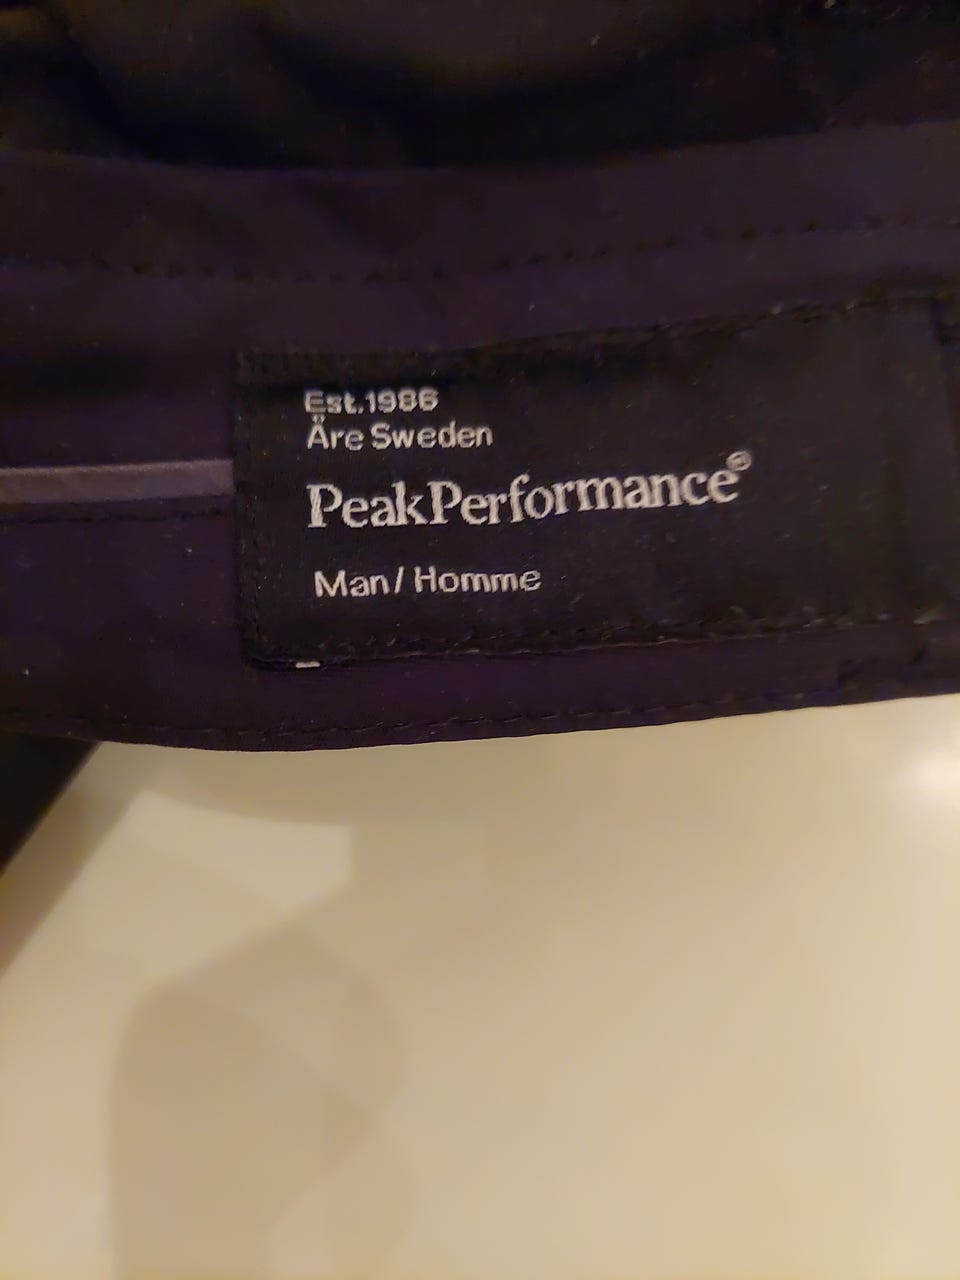 Est.1986
Åre Sweden
PeakPerformance®
Man/Homme